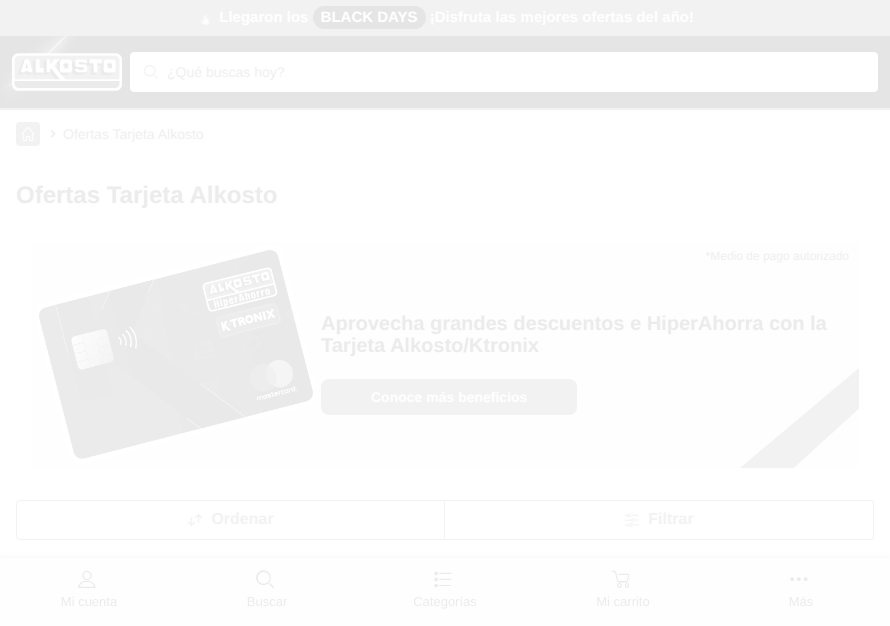 Llegaron los BLACK DAYS ¡Disfruta las mejores ofertas del año!
ALKOSTO
¿Qué buscas hoy?
Ofertas Tarjeta Alkosto
Ofertas Tarjeta Alkosto
*Medio de pago autorizado
ALKOSTO
HiperAhorro
K-TRONIX
mastercard
Aprovecha grandes descuentos e HiperAhorra con la
Tarjeta Alkosto/Ktronix
Conoce más beneficios
Ordenar
Filtrar
Mi cuenta
Buscar
Categorías
Mi carrito
Más